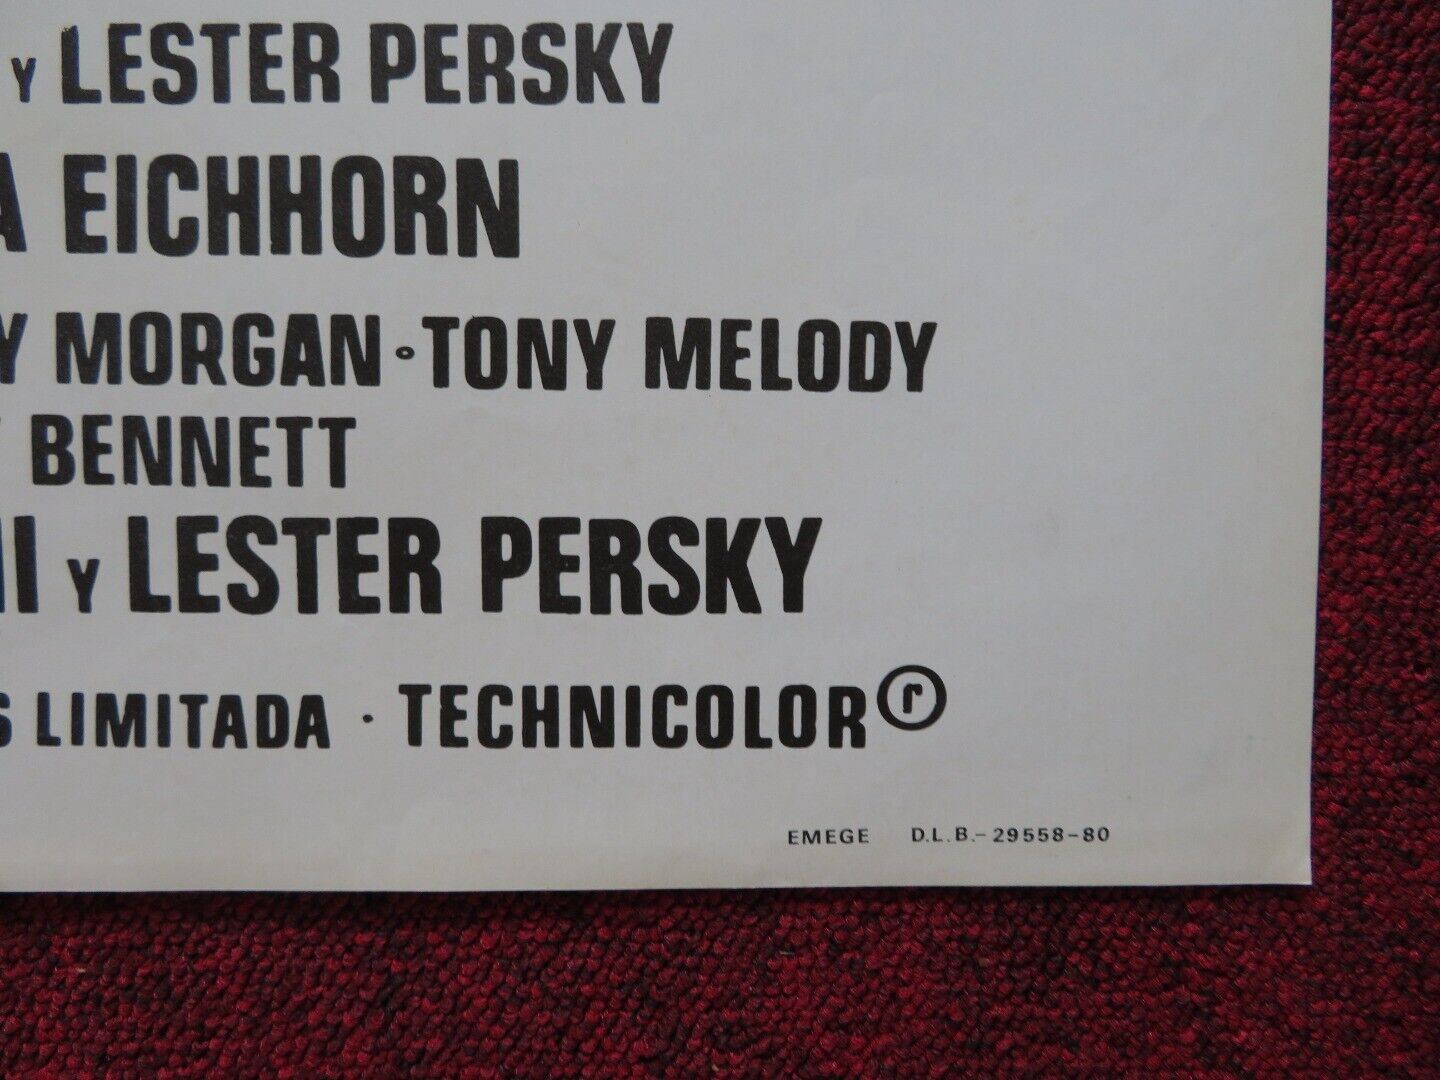 Y LESTER PERSKY
A EICHHORN
Y MORGAN · TONY MELODY
BENNETT
I Y LESTER PERSKY
S LIMITADA · TECHNICOLOR ®
EMEGE D.L.B.-29558-80